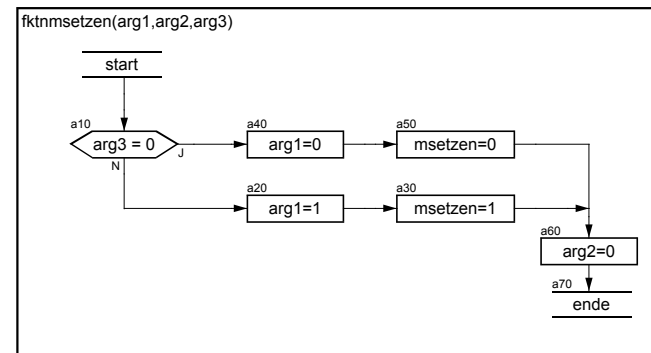 fktnmsetzen(arg1,arg2,arg3)
start
a10
arg3 = 0
J
N
a40
arg1=0
a50
msetzen=0
a20
arg1=1
a30
msetzen=1
a60
arg2=0
a70
ende